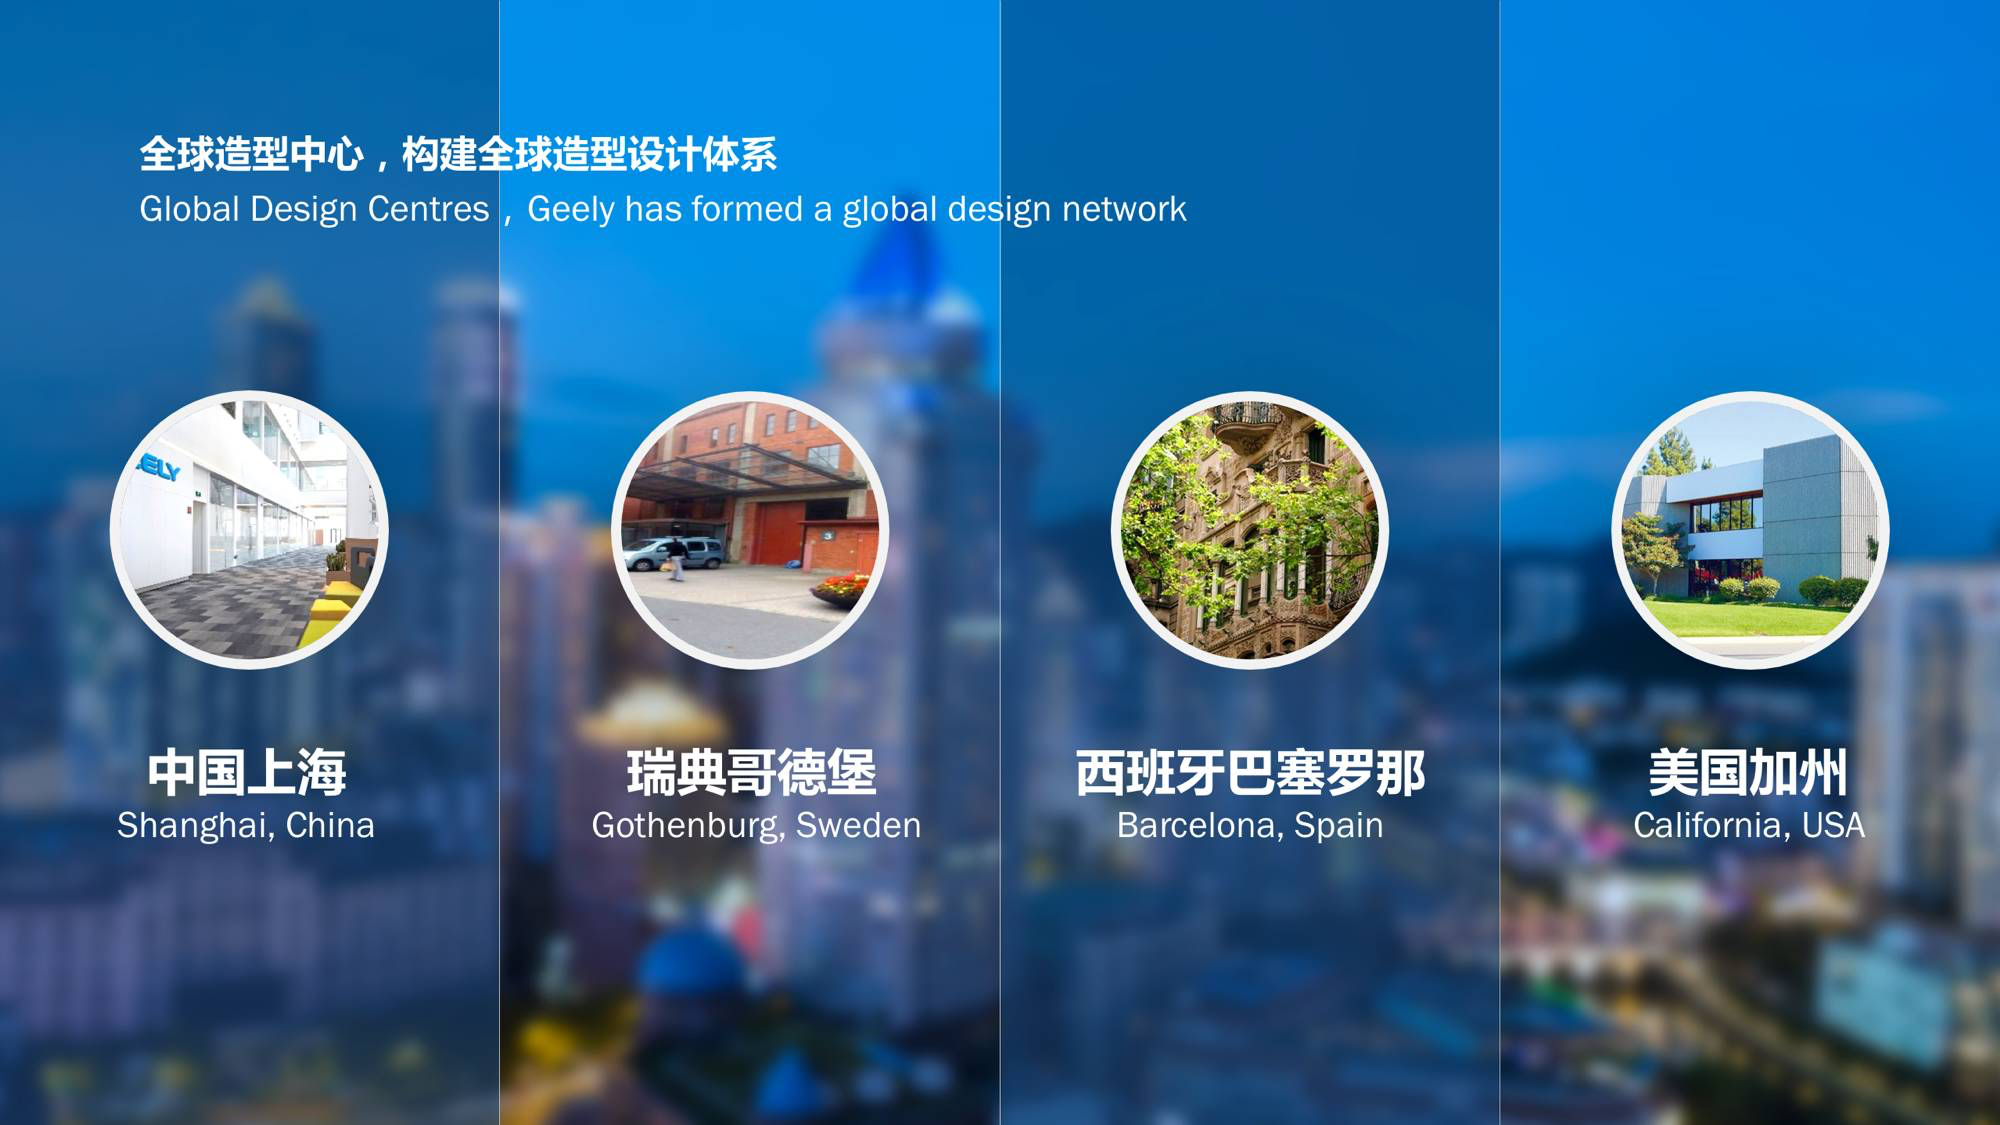 全球造型中心，构建全球造型设计体系
Global Design Centres，Geely has formed a global design network
ELY
3
中国上海
Shanghai, China
瑞典哥德堡
Gothenburg, Sweden
西班牙巴塞罗那
Barcelona, Spain
美国加州
California, USA